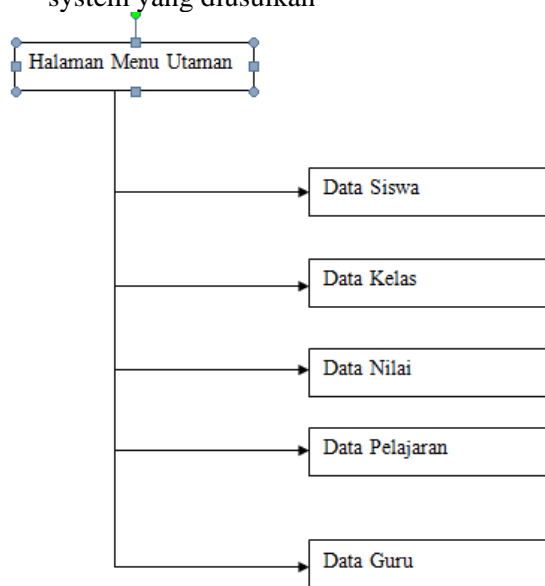 system yang diusulkan
Halaman Menu Utaman
Data Siswa
Data Kelas
Data Nilai
Data Pelajaran
Data Guru